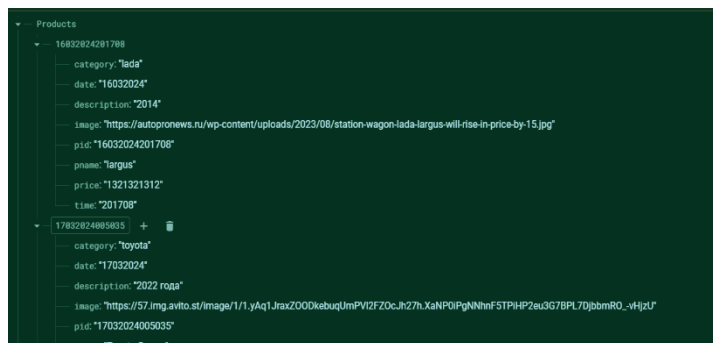 Products
16032024201708
category: "lada"
date: "16032024"
description: "2014"
image: "https://autopronews.ru/wp-content/uploads/2023/08/station-wagon-lada-largus-will-rise-in-price-by-15.jpg"
pid: "16032024201708"
pname: "largus"
price: "1321321312"
time: "201708"
17032024005035
category: "toyota"
date: "17032024"
description: "2022 года"
image: "https://57.img.avito.st/image/1/1.yAq1JraxZOODkebuqUmPVI2FZOcJh27h.XaNP0iPgNNhnF5TPiHP2eu3G7BPL7DjbbmRO_-vHjzU"
pid: "17032024005035"